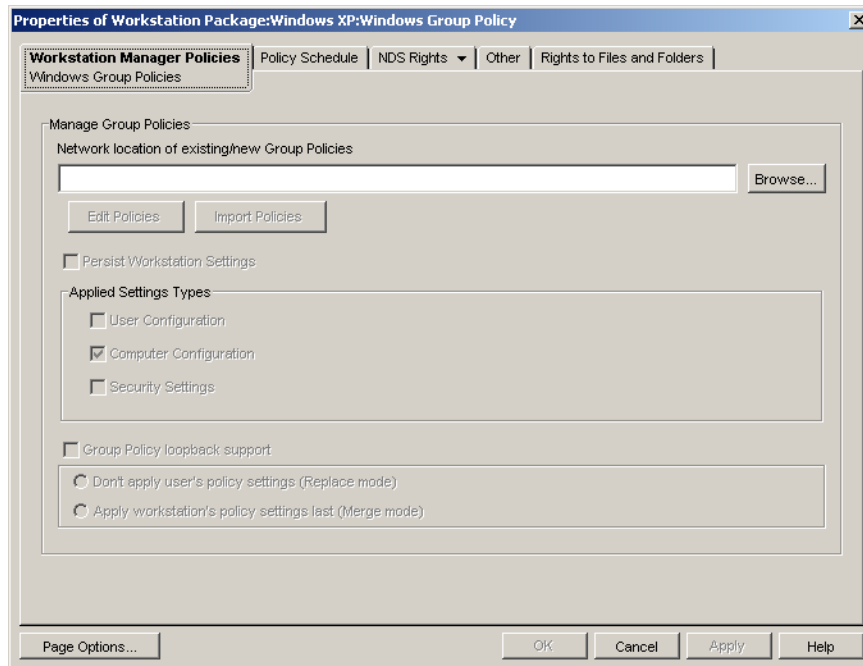 Properties of Workstation Package:Windows XP:Windows Group Policy
Workstation Manager Policies Policy Schedule NDS Rights Other Rights to Files and Folders
Windows Group Policies
Manage Group Policies
Network location of existing/new Group Policies
Browse...
Edit Policies Import Policies
Persist Workstation Settings
Applied Settings Types
User Configuration
Computer Configuration
Security Settings
Group Policy loopback support
Don't apply user's policy settings (Replace mode)
Apply workstation's policy settings last (Merge mode)
Page Options... OK Cancel Apply Help